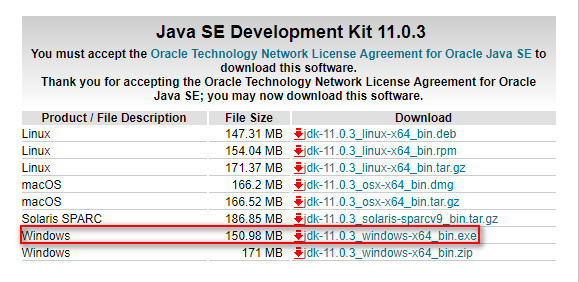 Java SE Development Kit 11.0.3
You must accept the Oracle Technology Network License Agreement for Oracle Java SE to
download this software.
Thank you for accepting the Oracle Technology Network License Agreement for Oracle
Java SE; you may now download this software.
Product / File Description File Size Download
Linux 147.31 MB jdk-11.0.3_linux-x64_bin.deb
Linux 154.04 MB jdk-11.0.3_linux-x64_bin.rpm
Linux 171.37 MB jdk-11.0.3_linux-x64_bin.tar.gz
macOS 166.2 MB jdk-11.0.3_osx-x64_bin.dmg
macOS 166.52 MB jdk-11.0.3_osx-x64_bin.tar.gz
Solaris SPARC 186.85 MB jdk-11.0.3_solaris-sparcv9_bin.tar.gz
Windows 150.98 MB jdk-11.0.3_windows-x64_bin.exe
Windows 171 MB jdk-11.0.3_windows-x64_bin.zip